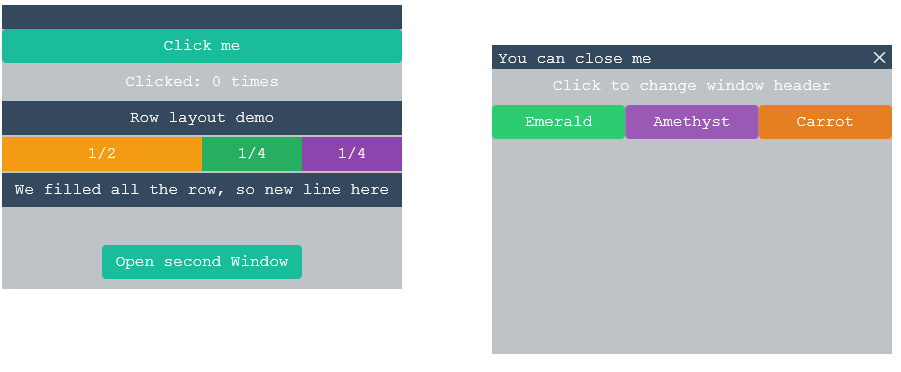 Click me
Clicked: 0 times
Row layout demo
1/2 1/4 1/4
We filled all the row, so new line here
Open second Window
You can close me
Click to change window header
Emerald Amethyst Carrot